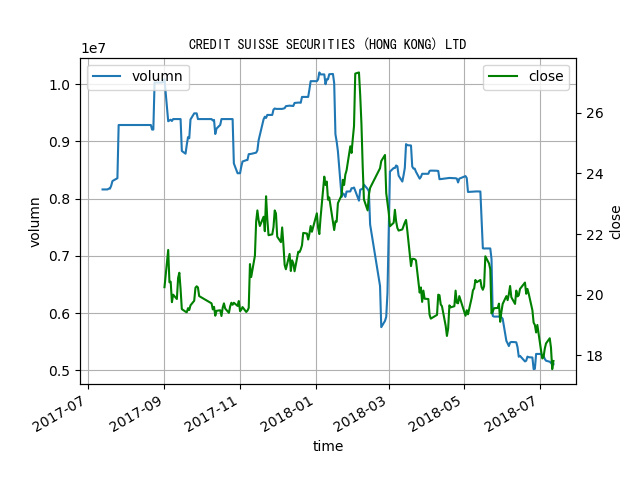 CREDIT SUISSE SECURITIES (HONG KONG) LTD
1e7
volumn
close
1.0
0.9
0.8
0.7
0.6
0.5
volumn
26
24
22
20
18
close
2017-07
2017-09
2017-11
2018-01
2018-03
2018-05
2018-07
time